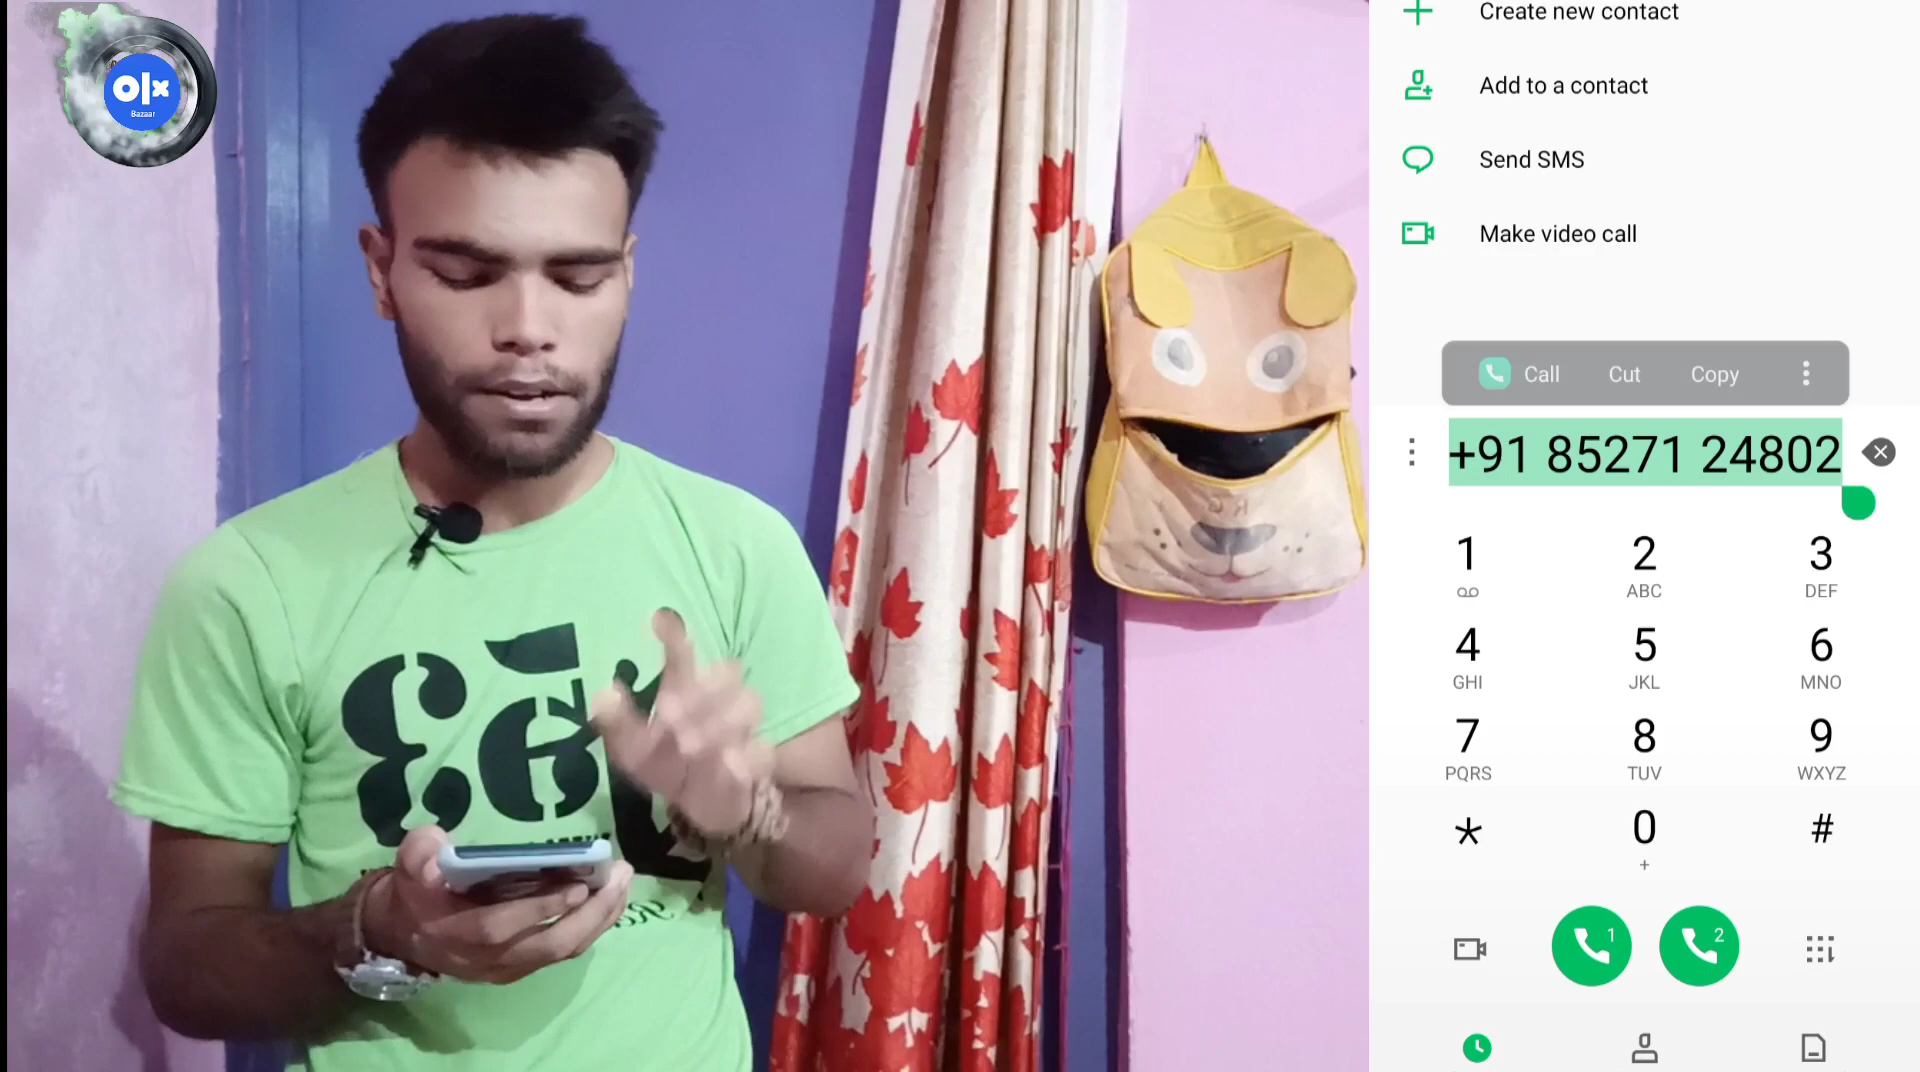 olx
Bazaar
Create new contact
Add to a contact
Send SMS
Make video call
Call Cut Copy
+91 85271 24802
1 2 3
ABC DEF
4 5 6
GHI JKL MNO
7 8 9
PQRS TUV WXYZ
* 0 #
+
1 2